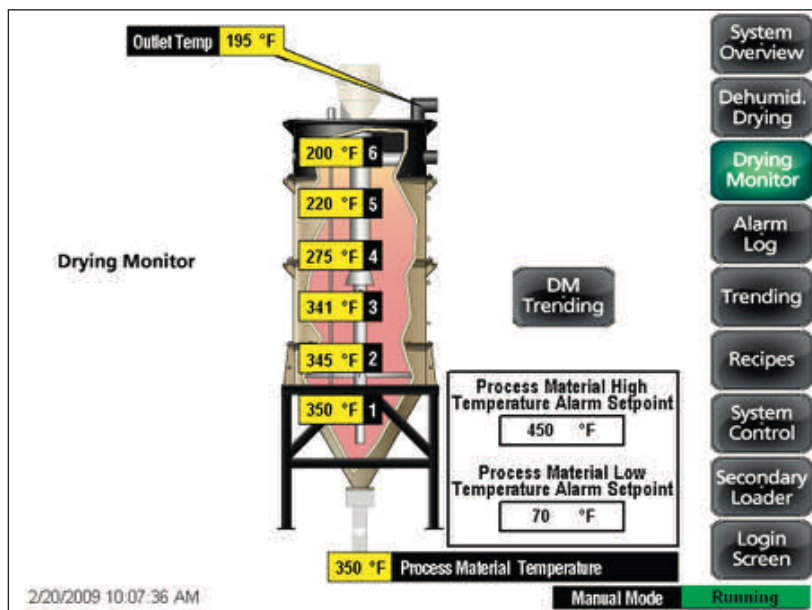 Outlet Temp 195 °F
200 °F 6
220 °F 5
275 °F 4
341 °F 3
345 °F 2
350 °F 1
Drying Monitor
DM
Trending
Process Material High
Temperature Alarm Setpoint
450 °F
Process Material Low
Temperature Alarm Setpoint
70 °F
350 °F Process Material Temperature
System
Overview
Dehumid.
Drying
Drying
Monitor
Alarm
Log
Trending
Recipes
System
Control
Secondary
Loader
Login
Screen
2/20/2009 10:07:36 AM
Manual Mode Running